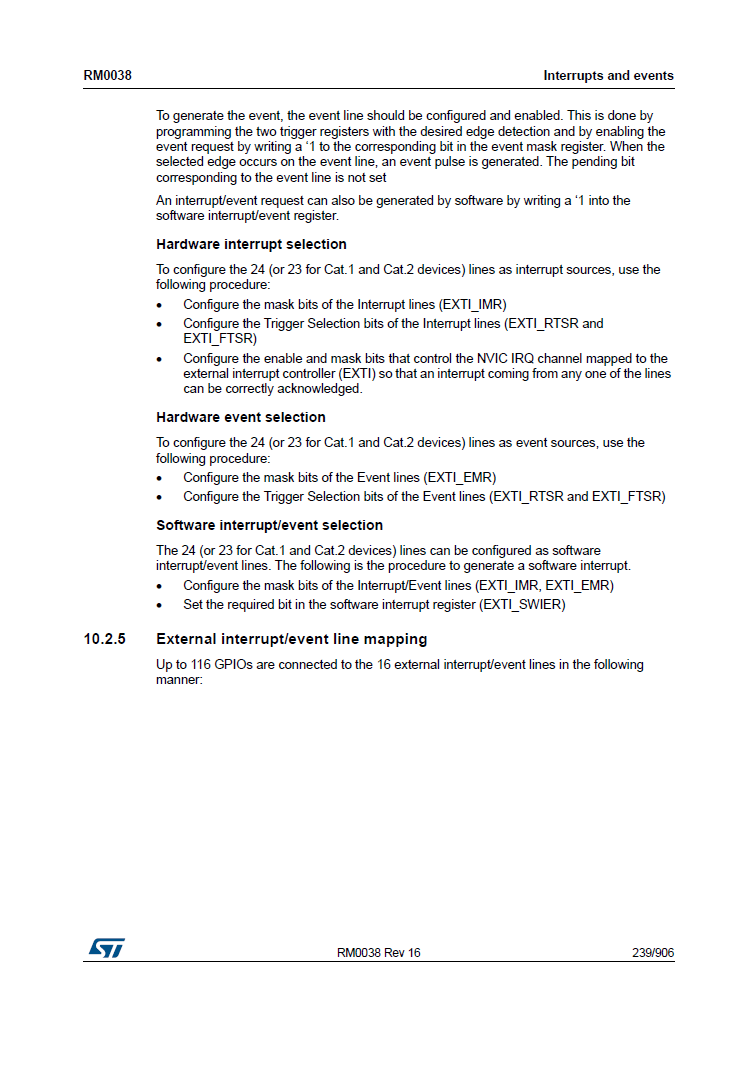 RM0038 Interrupts and events
To generate the event, the event line should be configured and enabled. This is done by
programming the two trigger registers with the desired edge detection and by enabling the
event request by writing a ‘1 to the corresponding bit in the event mask register. When the
selected edge occurs on the event line, an event pulse is generated. The pending bit
corresponding to the event line is not set
An interrupt/event request can also be generated by software by writing a ‘1 into the
software interrupt/event register.
Hardware interrupt selection
To configure the 24 (or 23 for Cat.1 and Cat.2 devices) lines as interrupt sources, use the
following procedure:
• Configure the mask bits of the Interrupt lines (EXTI_IMR)
• Configure the Trigger Selection bits of the Interrupt lines (EXTI_RTSR and
EXTI_FTSR)
• Configure the enable and mask bits that control the NVIC IRQ channel mapped to the
external interrupt controller (EXTI) so that an interrupt coming from any one of the lines
can be correctly acknowledged.
Hardware event selection
To configure the 24 (or 23 for Cat.1 and Cat.2 devices) lines as event sources, use the
following procedure:
• Configure the mask bits of the Event lines (EXTI_EMR)
• Configure the Trigger Selection bits of the Event lines (EXTI_RTSR and EXTI_FTSR)
Software interrupt/event selection
The 24 (or 23 for Cat.1 and Cat.2 devices) lines can be configured as software
interrupt/event lines. The following is the procedure to generate a software interrupt.
• Configure the mask bits of the Interrupt/Event lines (EXTI_IMR, EXTI_EMR)
• Set the required bit in the software interrupt register (EXTI_SWIER)
10.2.5 External interrupt/event line mapping
Up to 116 GPIOs are connected to the 16 external interrupt/event lines in the following
manner:
ST RM0038 Rev 16 239/906